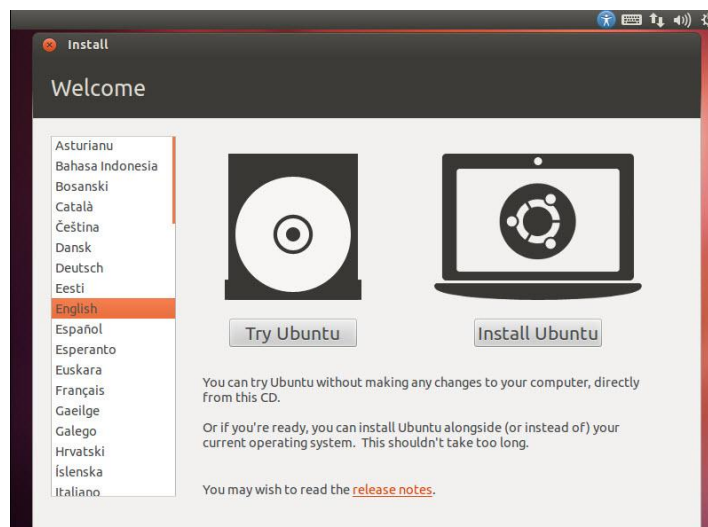 Install
Welcome
Asturianu
Bahasa Indonesia
Bosanski
Català
Čeština
Dansk
Deutsch
Eesti
English
Español
Esperanto
Euskara
Français
Gaeilge
Galego
Hrvatski
Íslenska
Italiano
Try Ubuntu
Install Ubuntu
You can try Ubuntu without making any changes to your computer, directly
from this CD.
Or if you're ready, you can install Ubuntu alongside (or instead of) your
current operating system. This shouldn't take too long.
You may wish to read the release notes.